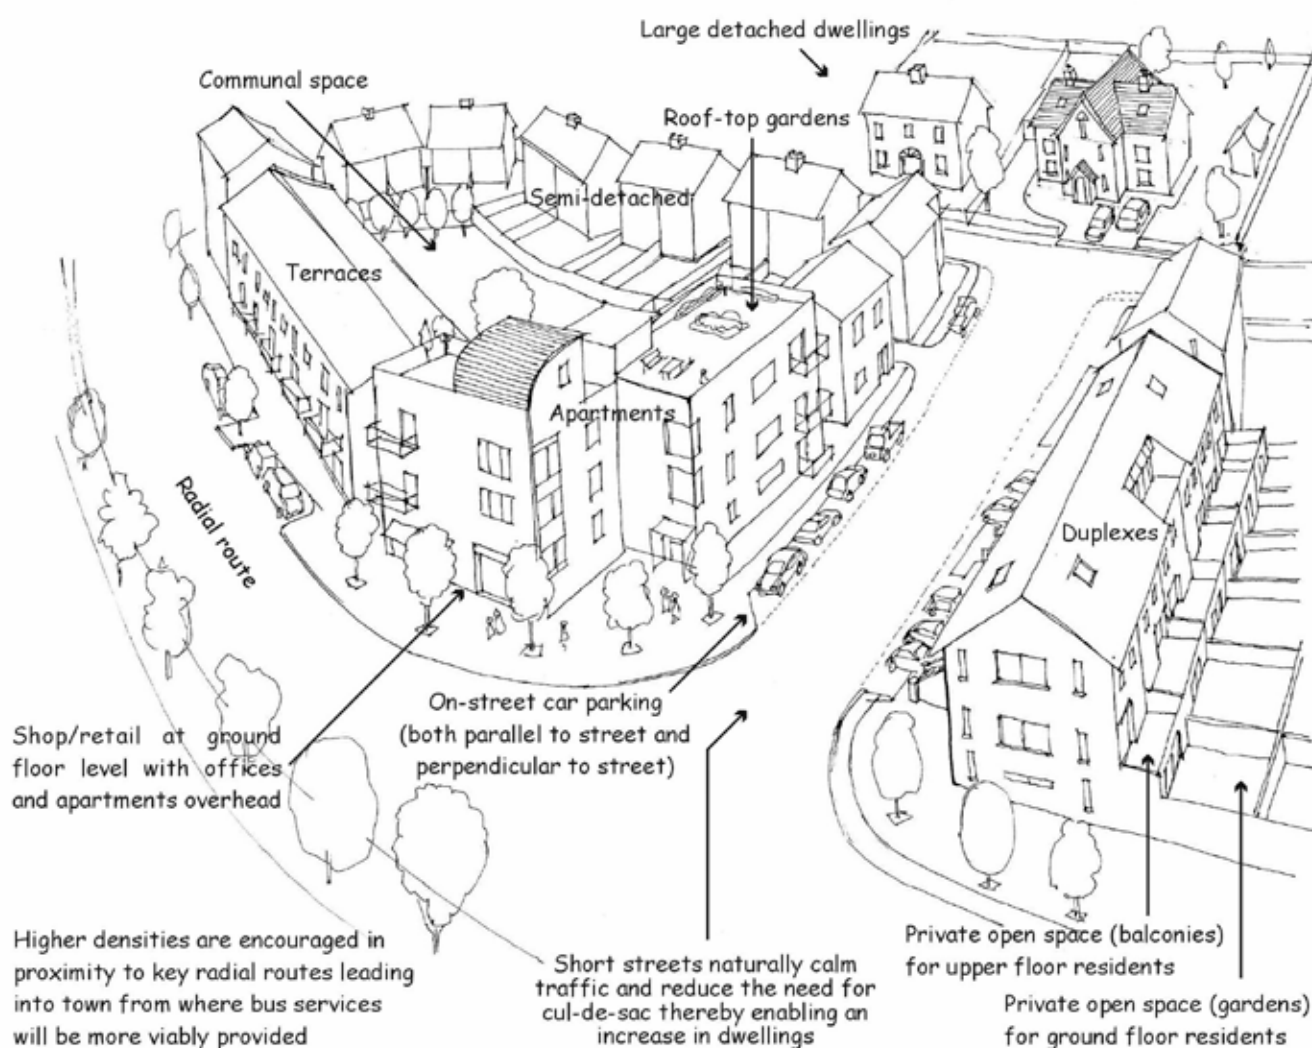 Large detached dwellings
Communal space
Roof-top gardens
Semi-detached
Terraces
Apartments
Radial route
Duplexes
Shop/retail at ground
floor level with offices
and apartments overhead
On-street car parking
(both parallel to street and
perpendicular to street)
Higher densities are encouraged in
proximity to key radial routes leading
into town from where bus services
will be more viably provided
Short streets naturally calm
traffic and reduce the need for
cul-de-sac thereby enabling an
increase in dwellings
Private open space (balconies)
for upper floor residents
Private open space (gardens)
for ground floor residents